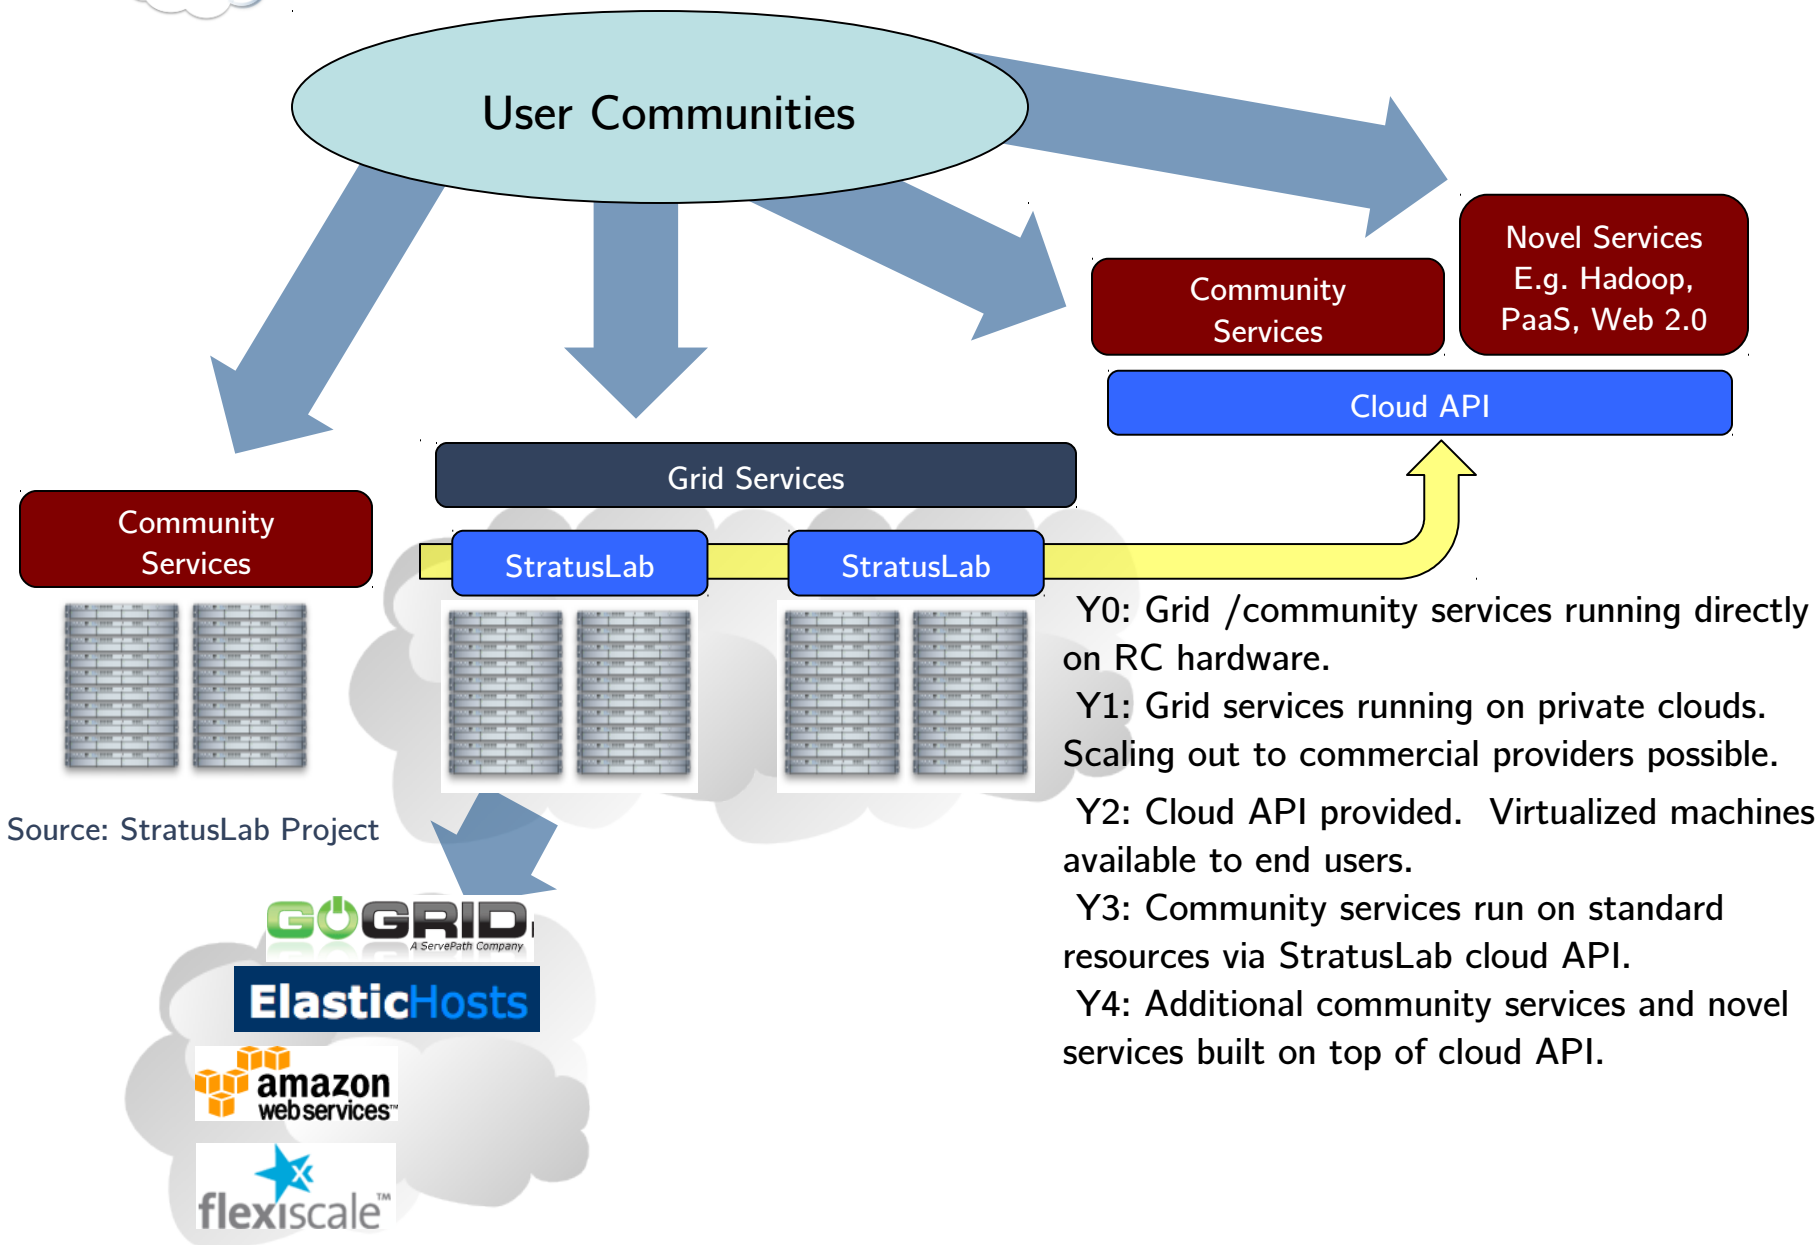 User Communities
Novel Services
E.g. Hadoop,
PaaS, Web 2.0
Community
Services
Cloud API
Grid Services
Community
Services
StratusLab
StratusLab
Y0: Grid /community services running directly
on RC hardware.
Y1: Grid services running on private clouds.
Scaling out to commercial providers possible.
Y2: Cloud API provided. Virtualized machines
available to end users.
Y3: Community services run on standard
resources via StratusLab cloud API.
Y4: Additional community services and novel
services built on top of cloud API.
Source: StratusLab Project
GOGRID
A ServePath Company
ElasticHosts
amazon
webservices™
flexiscale™